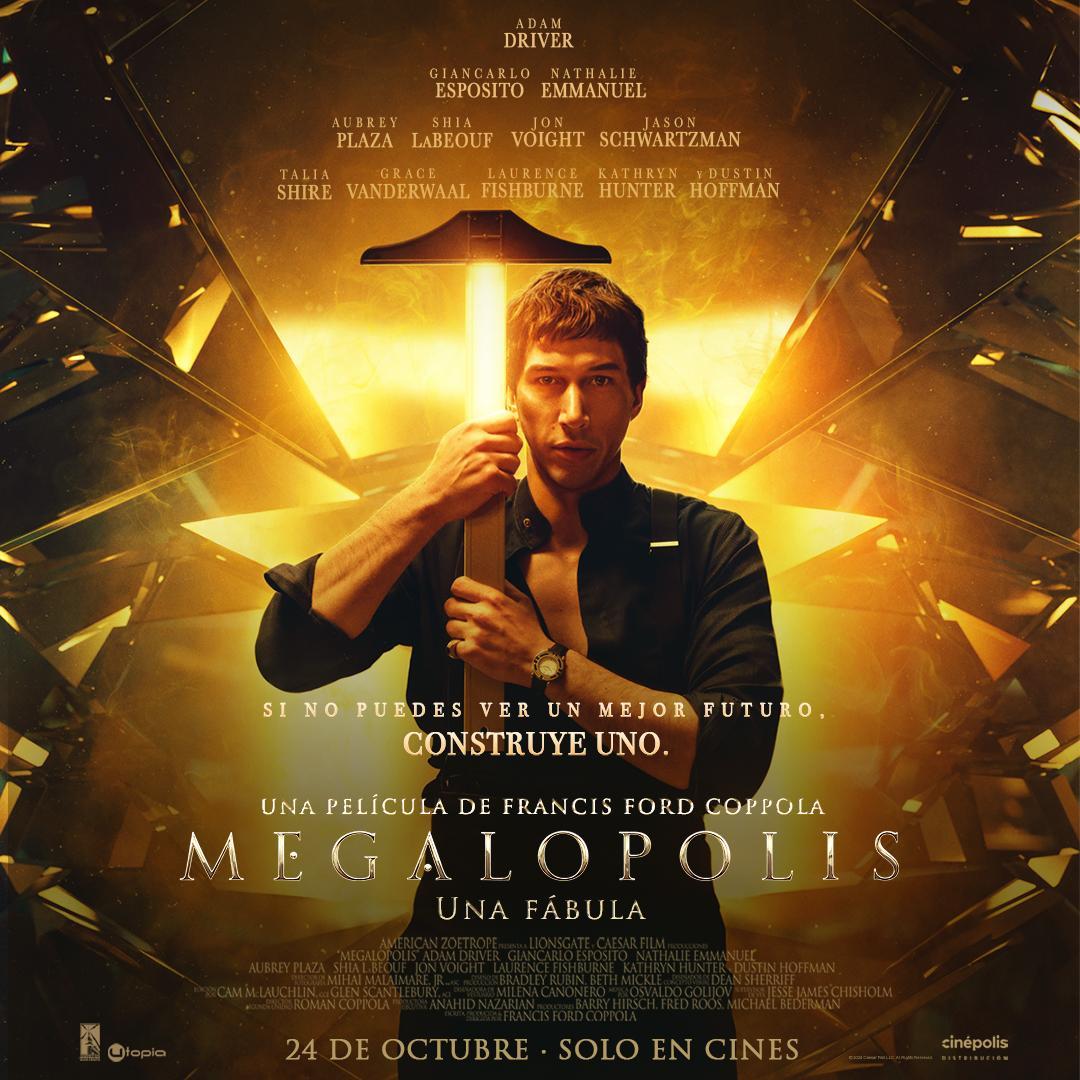 ADAM
DRIVER
GIANCARLO NATHALIE
ESPOSITO EMMANUEL
AUBREY SHIA JON JASON
PLAZA LABEOUF VOIGHT SCHWARTZMAN
TALIA GRACE LAURENCE KATHRYN y DUSTIN
SHIRE VANDERWAAL FISHBURNE HUNTER HOFFMAN
SI NO PUEDES VER UN MEJOR FUTURO,
CONSTRUYE UNO.
UNA PELÍCULA DE FRANCIS FORD COPPOLA
MEGALOPOLIS
UNA FÁBULA
AMERICAN ZOETROPE PRESENTA A LIONSGATE - CAESAR FILM PRODUCCIONES
"MEGALOPOLIS" ADAM DRIVER GIANCARLO ESPOSITO NATHALIE EMMANUEL
AUBREY PLAZA SHIA LABEOUF JON VOIGHT LAURENCE FISHBURNE KATHRYN HUNTER DUSTIN HOFFMAN
MIHAI MALAIMARE, JR. BRADLEY RUBIN, BETH MICKLE DEAN SHERRIFF
CAM McLAUCHLIN, GLEN SCANTLEBURY, MILENA CANONERO OSVALDO GOLIJOV JESSE JAMES CHISHOLM
ROMAN COPPOLA ANAHID NAZARIAN BARRY HIRSCH, FRED ROOS, MICHAEL BEDERMAN
FRANCIS FORD COPPOLA
utopia
24 DE OCTUBRE · SOLO EN CINES
cinépolis
DISTRIBUCIÓN